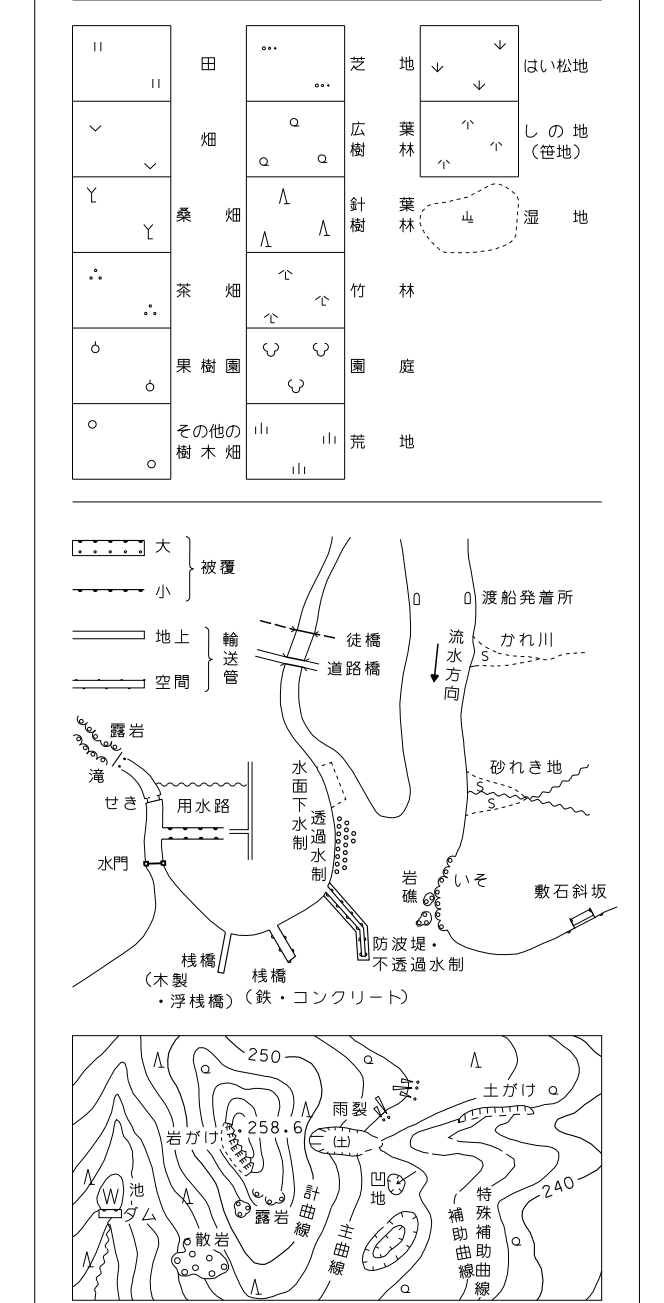 田
畑
桑畑
茶畑
果樹園
その他の
樹木畑
芝地
広葉
樹林
針葉
樹林
竹林
園庭
荒地
はい松地
しの地
(笹地)
湿地
大
小
被覆
地上
空間
輸送管
徒橋
道路橋
渡船発着所
流水方向
かれ川
S
砂れき地
S
S
露岩
滝
せき
用水路
水門
水面下水制
透過水制
岩礁
いそ
敷石斜坂
防波堤・
不透過水制
桟橋
(木製
・浮桟橋)
桟橋
(鉄・コンクリート)
250
258.6
岩がけ
雨裂
(土)
土がけ
凹地
240
池
W
ダム
散岩
露岩
計曲線
主曲線
補助曲線
特殊補助曲線